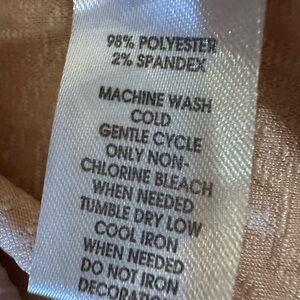 98% POLYESTER
2% SPANDEX
MACHINE WASH
COLD
GENTLE CYCLE
ONLY NON-
CHLORINE BLEACH
WHEN NEEDED
TUMBLE DRY LOW
COOL IRON
WHEN NEEDED
DO NOT IRON